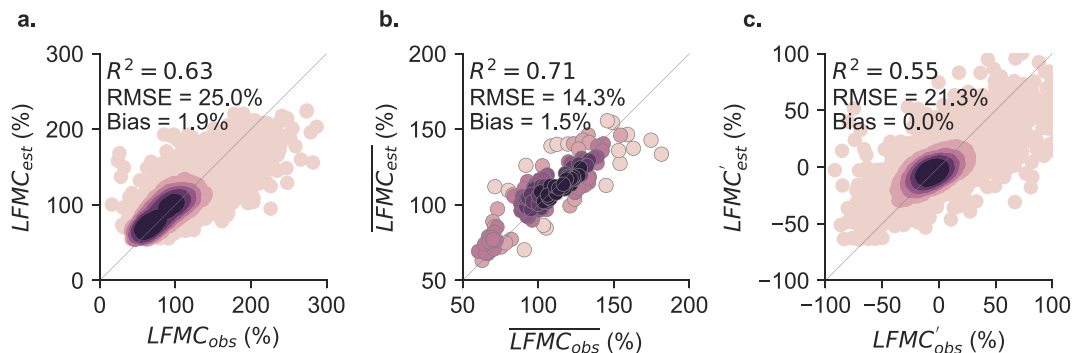 a.
300
R² = 0.63
RMSE = 25.0%
Bias = 1.9%
200
100
0
0 100 200 300
LFMC_est (%)
LFMC_obs (%)
b.
200
R² = 0.71
RMSE = 14.3%
Bias = 1.5%
150
100
50
50 100 150 200
LFMC_est (%)
LFMC_obs (%)
c.
100
R² = 0.55
RMSE = 21.3%
Bias = 0.0%
50
0
−50
−100
−100 −50 0 50 100
LFMC′_est (%)
LFMC′_obs (%)